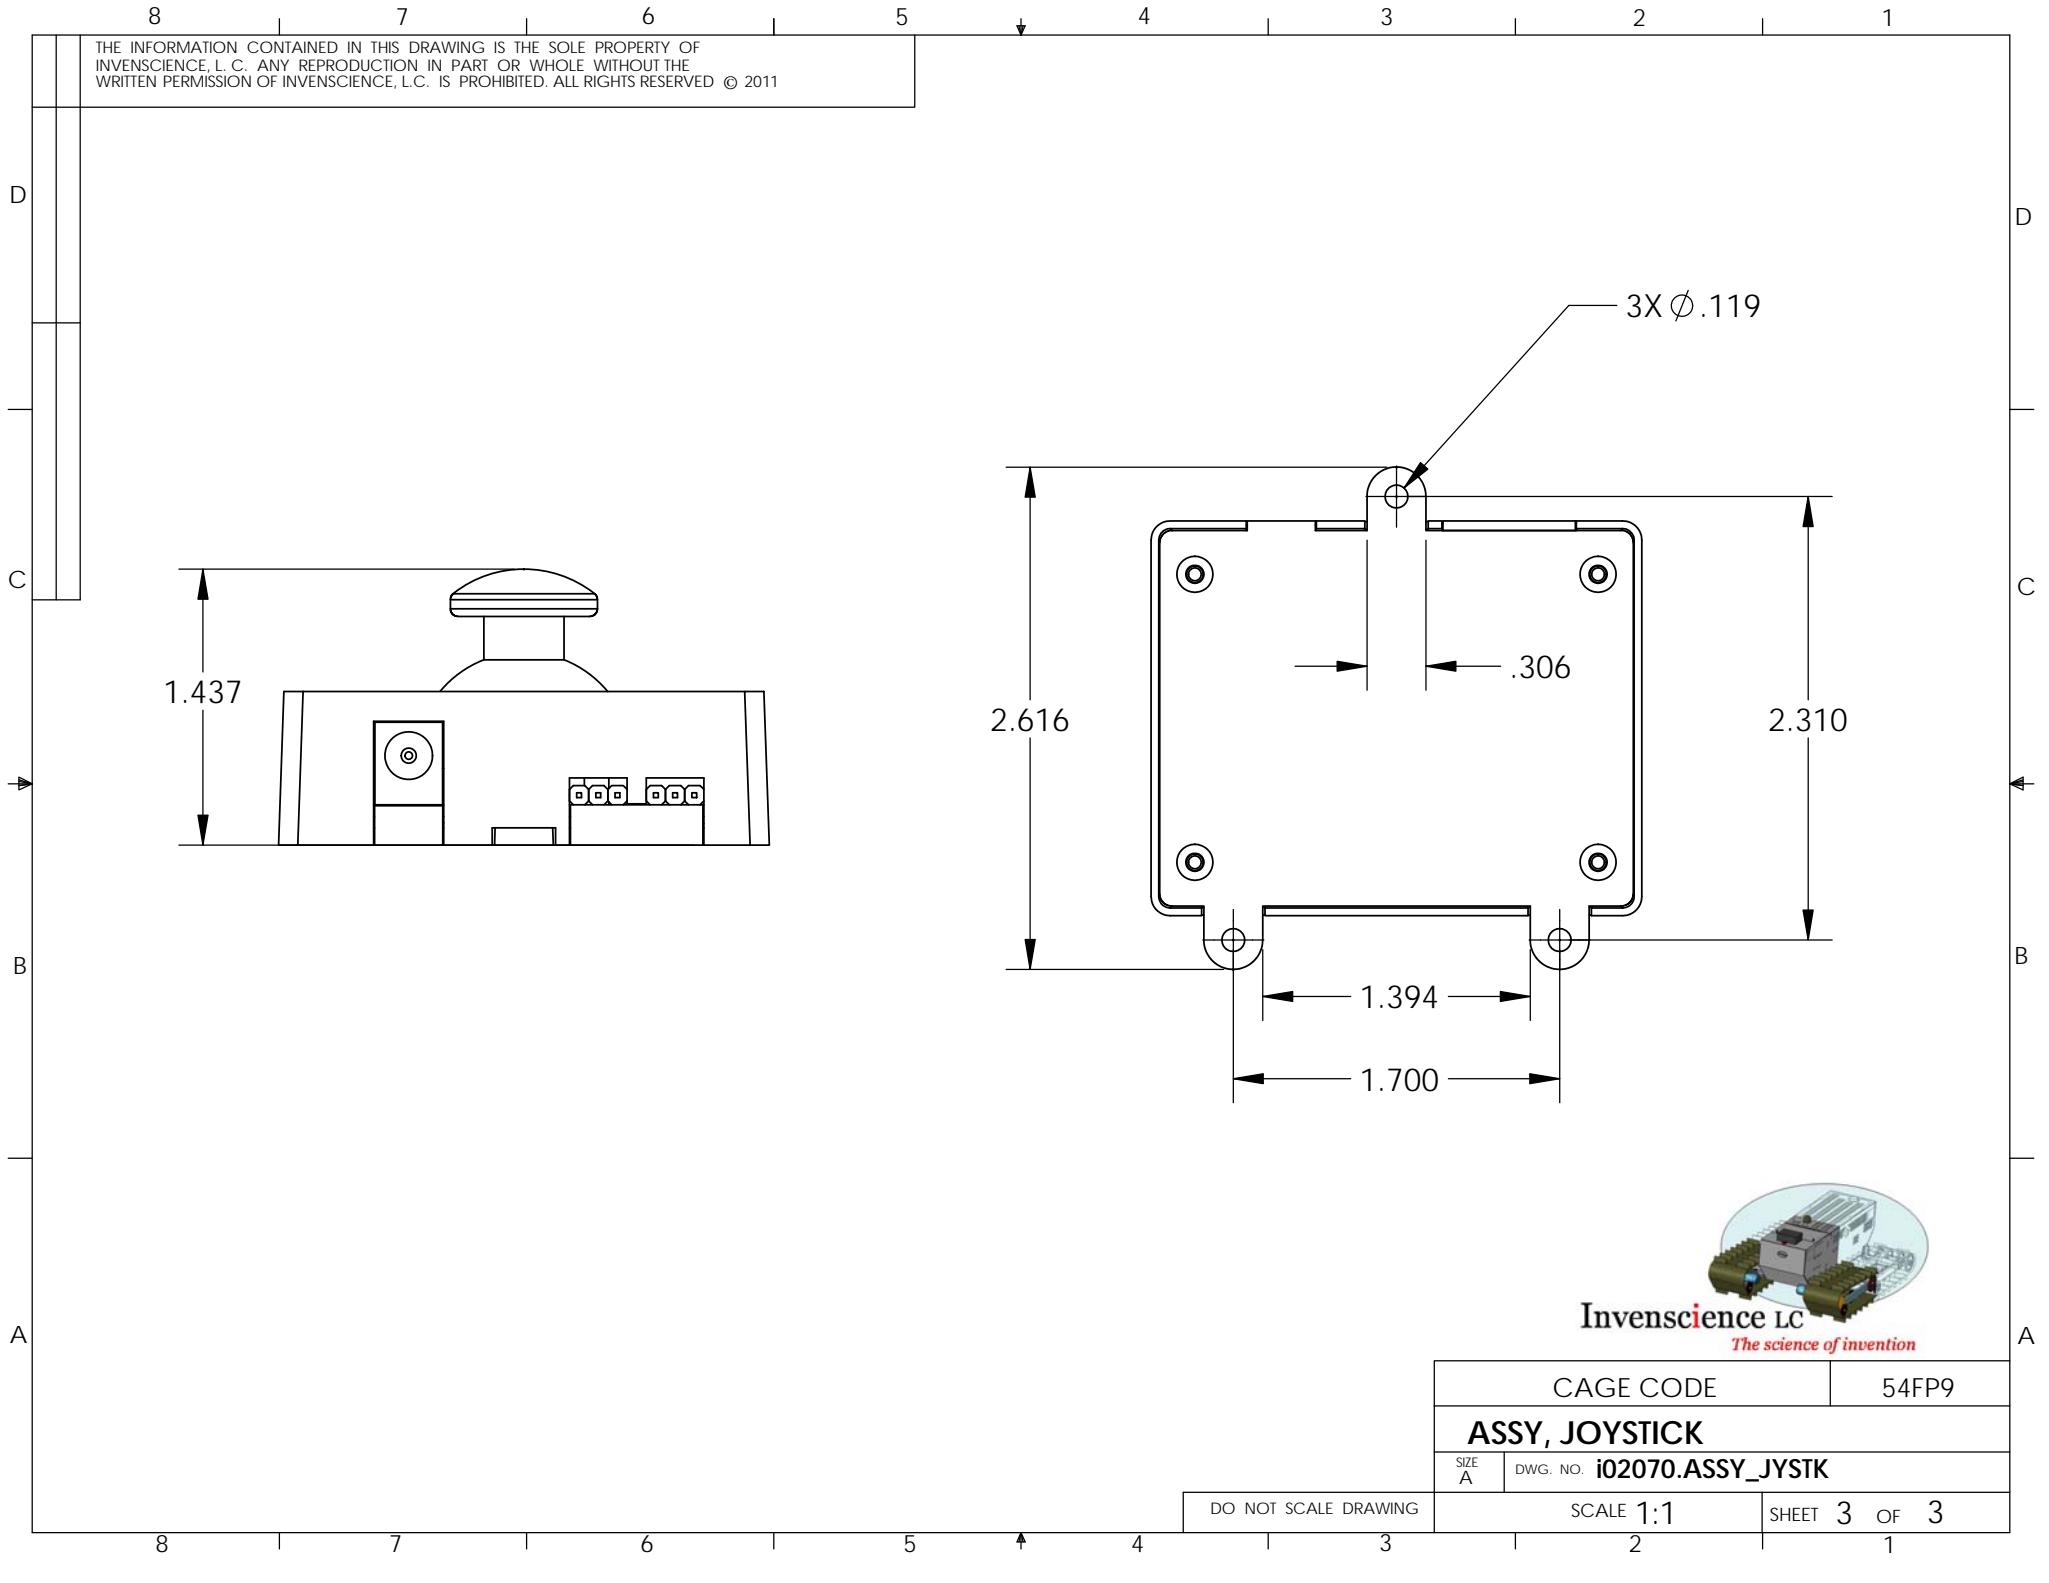 8 7 6 5 4 3 2 1
THE INFORMATION CONTAINED IN THIS DRAWING IS THE SOLE PROPERTY OF
INVENSCIENCE, L. C. ANY REPRODUCTION IN PART OR WHOLE WITHOUT THE
WRITTEN PERMISSION OF INVENSCIENCE, L.C. IS PROHIBITED. ALL RIGHTS RESERVED © 2011
D D
3X ∅ .119
C C
.306
1.437
2.616 2.310
B B
1.394
1.700
Invenscience LC
The science of invention
A A
CAGE CODE 54FP9
ASSY, JOYSTICK
SIZE
A
DWG. NO. i02070.ASSY_JYSTK
DO NOT SCALE DRAWING
SCALE 1:1
SHEET 3 OF 3
8 7 6 5 4 3 2 1